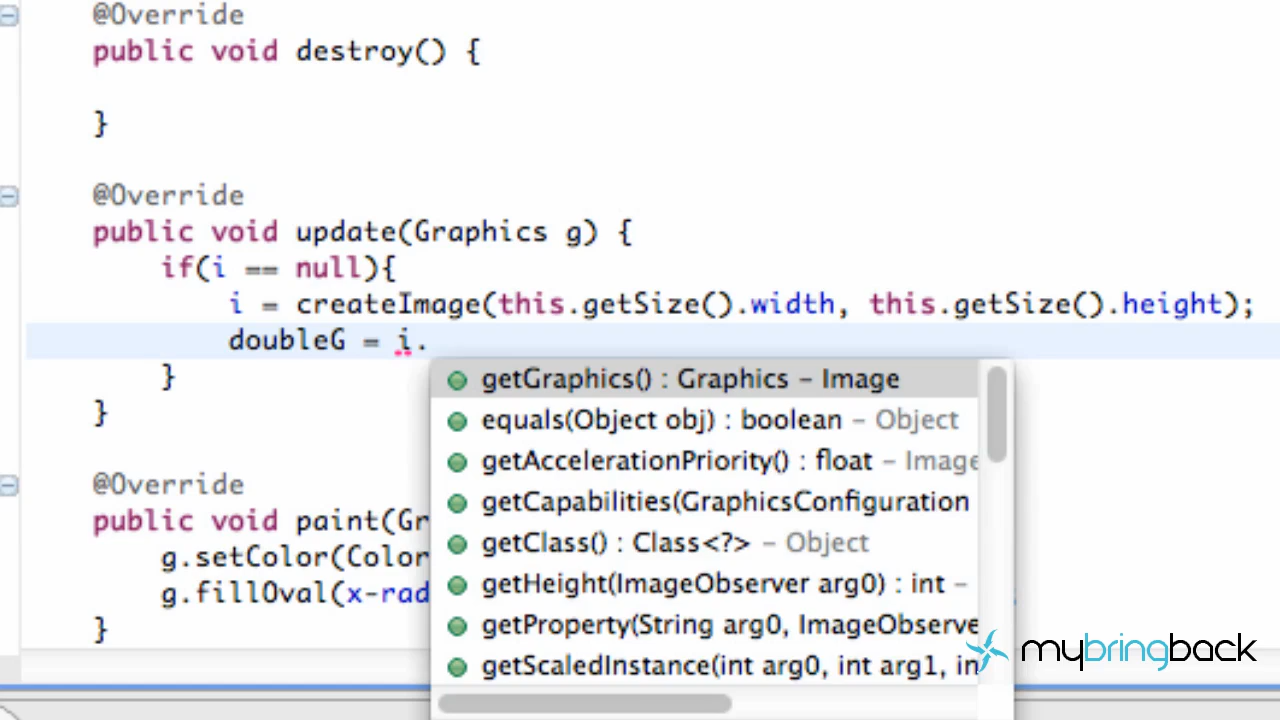 @Override
public void destroy() {
}
@Override
public void update(Graphics g) {
if(i == null){
i = createImage(this.getSize().width, this.getSize().height);
doubleG = i.
}
}
getGraphics() : Graphics – Image
equals(Object obj) : boolean – Object
getAccelerationPriority() : float – Image
getCapabilities(GraphicsConfiguration
getClass() : Class<?> – Object
getHeight(ImageObserver arg0) : int –
getProperty(String arg0, ImageObserve
getScaledInstance(int arg0, int arg1, in
@Override
public void paint(Gr
g.setColor(Color
g.fillOval(x-rad
}
mybringback